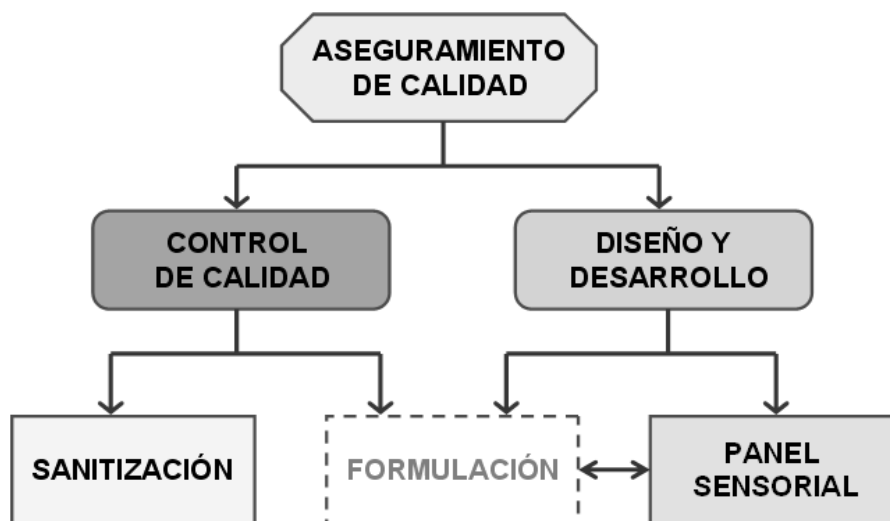 ASEGURAMIENTO
DE CALIDAD
CONTROL
DE CALIDAD
DISEÑO Y
DESARROLLO
SANITIZACIÓN
FORMULACIÓN
PANEL
SENSORIAL